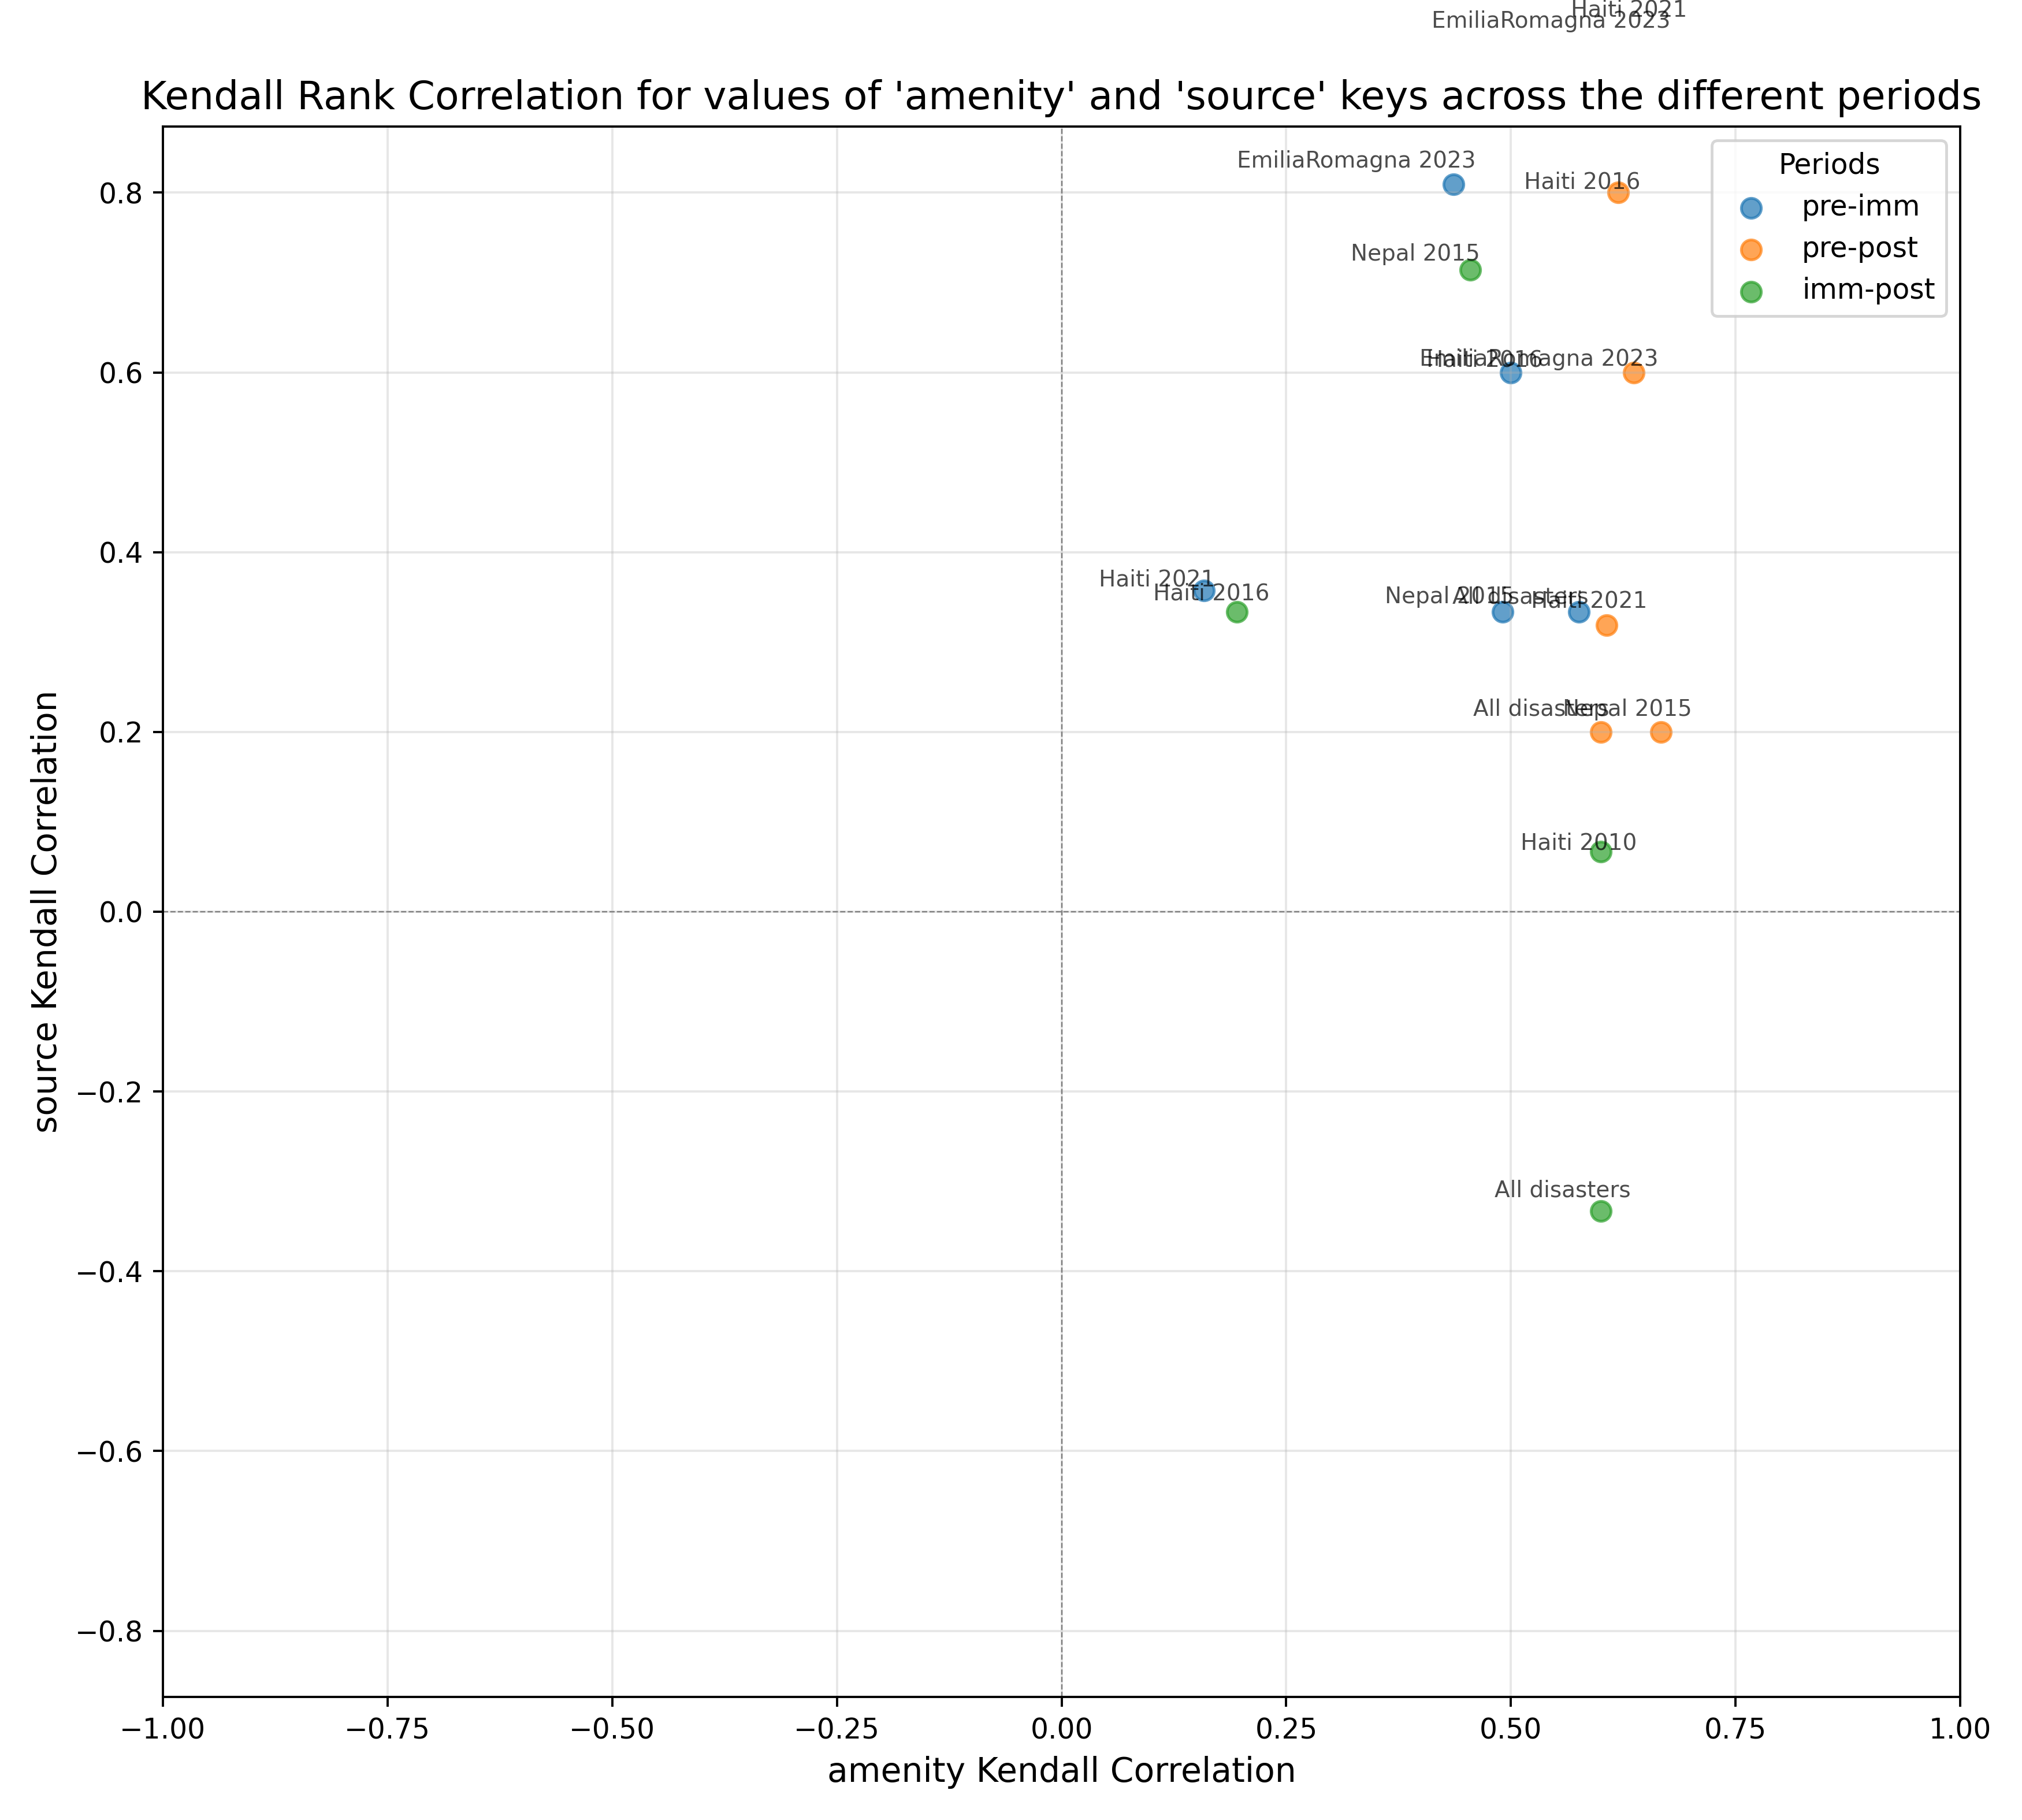 Haiti 2021
EmiliaRomagna 2023
Kendall Rank Correlation for values of 'amenity' and 'source' keys across the different periods
Periods
pre-imm
pre-post
imm-post
EmiliaRomagna 2023
Haiti 2016
Nepal 2015
Haiti 2016
EmiliaRomagna 2023
Haiti 2021
Haiti 2016
Nepal 2015
All disasters
Haiti 2021
All disasters
Nepal 2015
Haiti 2010
All disasters
source Kendall Correlation
0.8
0.6
0.4
0.2
0.0
−0.2
−0.4
−0.6
−0.8
−1.00
−0.75
−0.50
−0.25
0.00
0.25
0.50
0.75
1.00
amenity Kendall Correlation